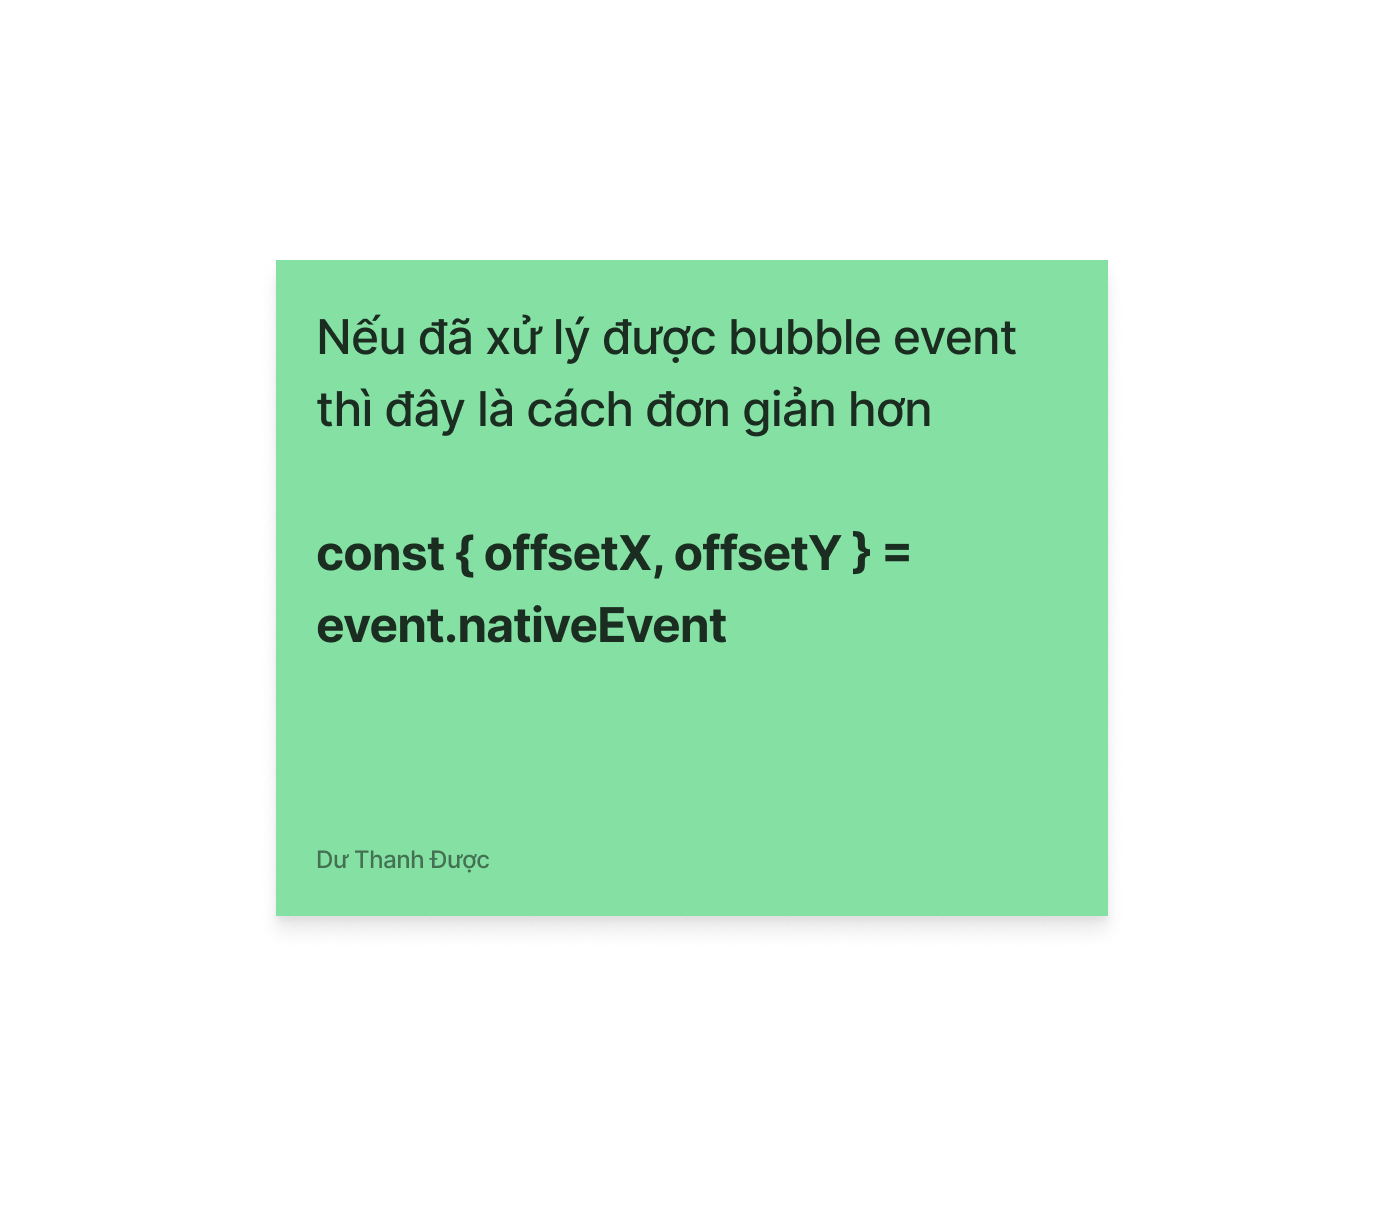 Nếu đã xử lý được bubble event
thì đây là cách đơn giản hơn
const { offsetX, offsetY } =
event.nativeEvent
Dư Thanh Được